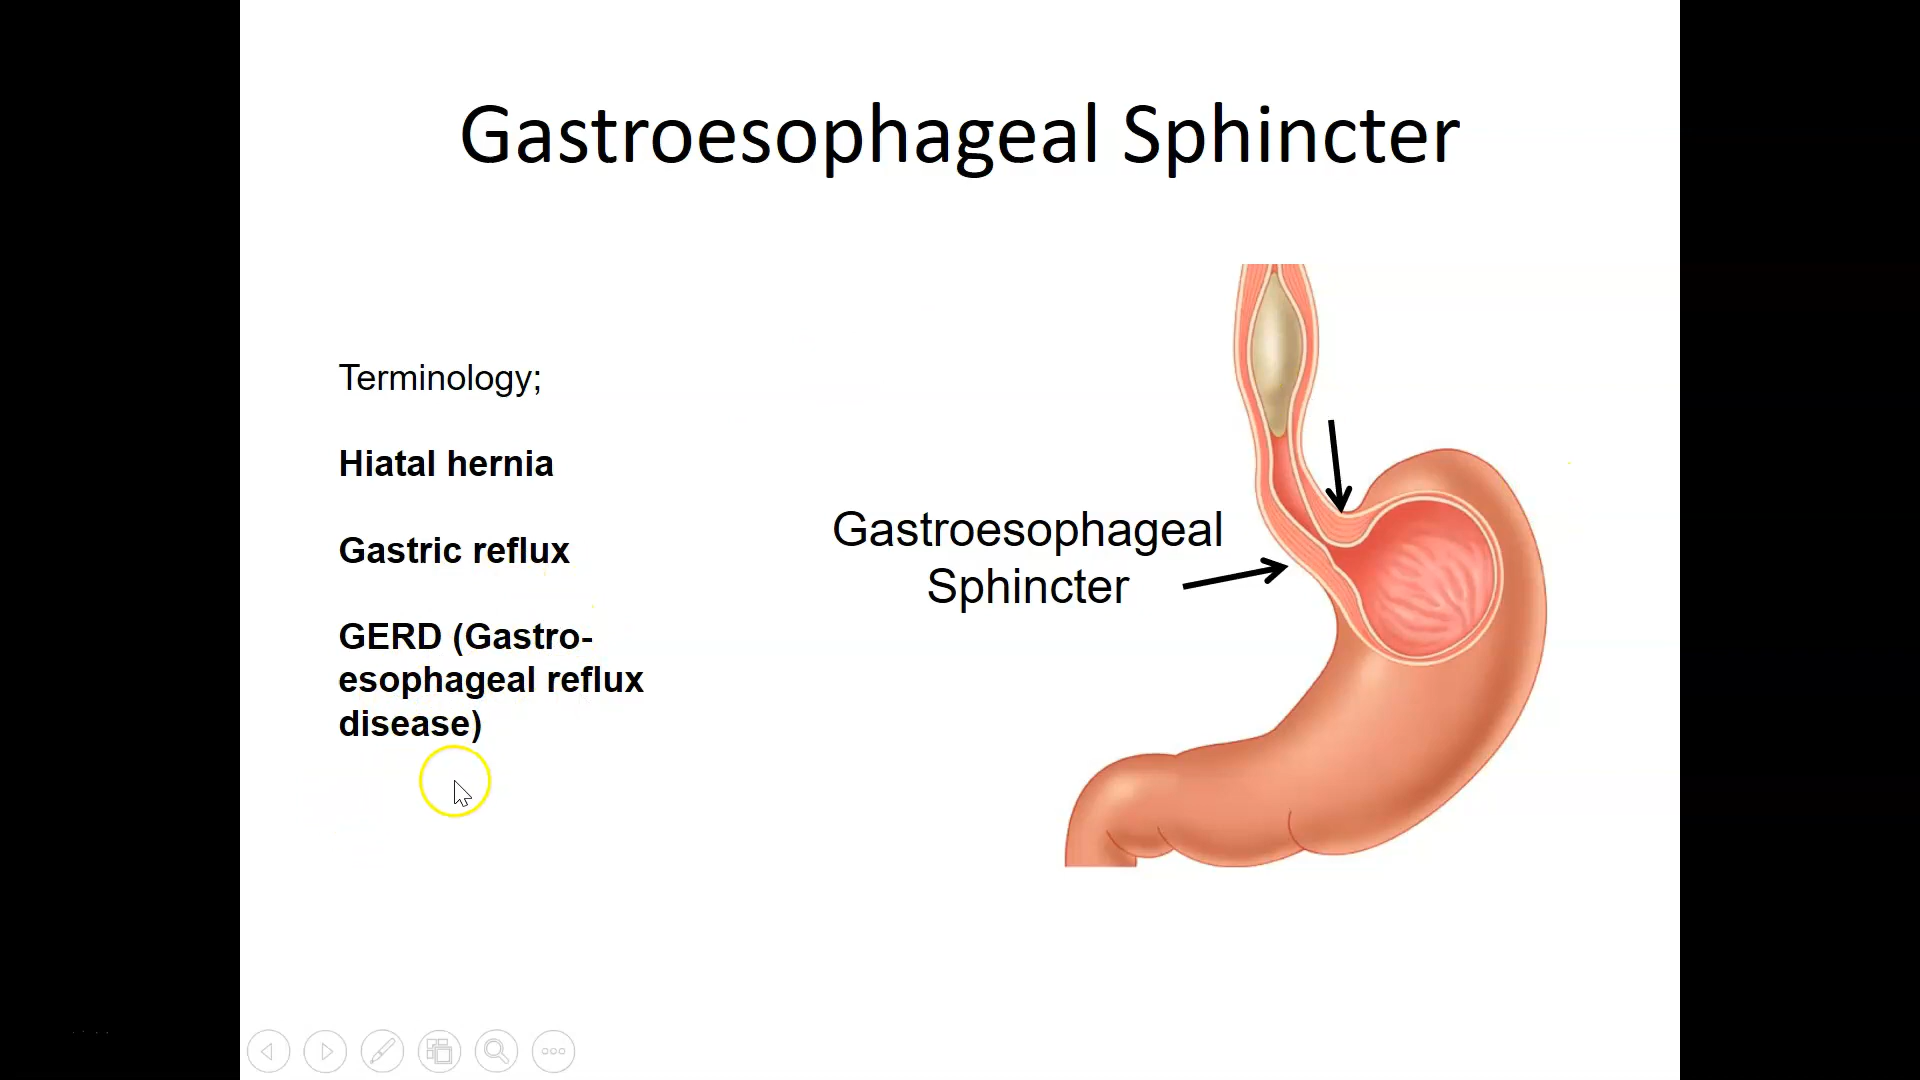 Gastroesophageal Sphincter
Terminology;
Hiatal hernia
Gastric reflux
GERD (Gastro-
esophageal reflux
disease)
Gastroesophageal
Sphincter